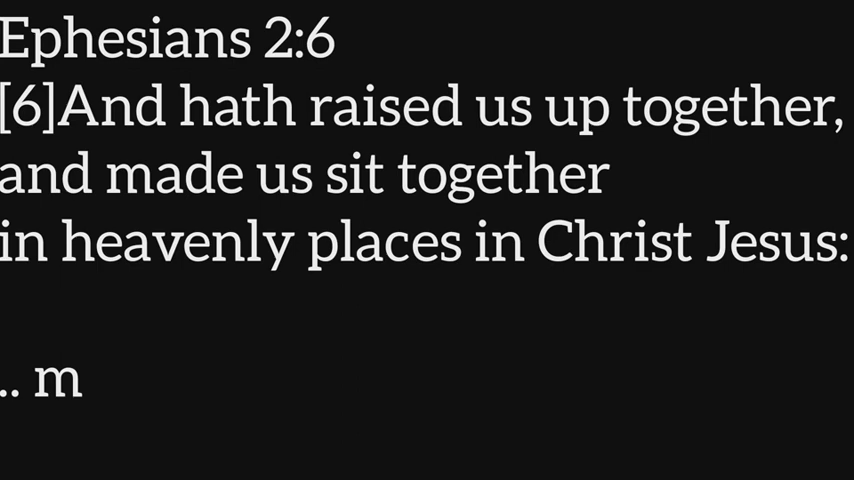 Ephesians 2:6
[6]And hath raised us up together,
and made us sit together
in heavenly places in Christ Jesus:
.. m